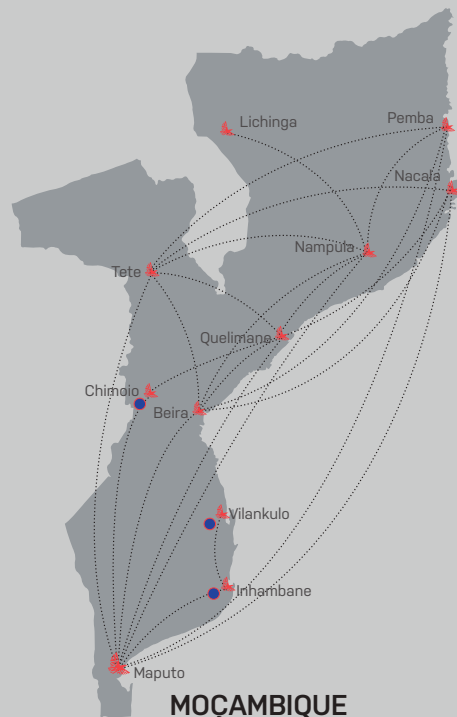 Lichinga
Pemba
Nacala
Nampula
Tete
Quelimane
Chimoio
Beira
Vilankulo
Inhambane
Maputo
MOÇAMBIQUE